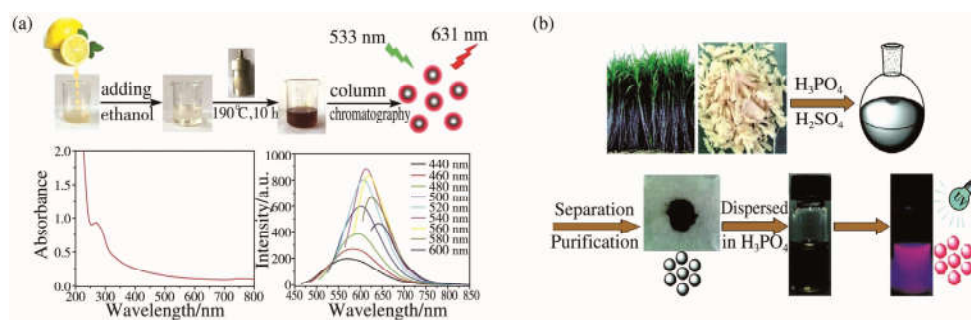 (a)
533 nm
631 nm
adding
ethanol
190℃,10 h
column
chromatography
Absorbance
2.0
1.5
1.0
0.5
0.0
200 300 400 500 600 700 800
Wavelength/nm
Intensity/a.u.
1000
800
600
400
200
0
440 nm
460 nm
480 nm
500 nm
520 nm
540 nm
560 nm
580 nm
600 nm
450 500 550 600 650 700 750 850
Wavelength/nm
(b)
H₃PO₄
H₂SO₄
Separation
Purification
Dispersed
in H₃PO₄
UV